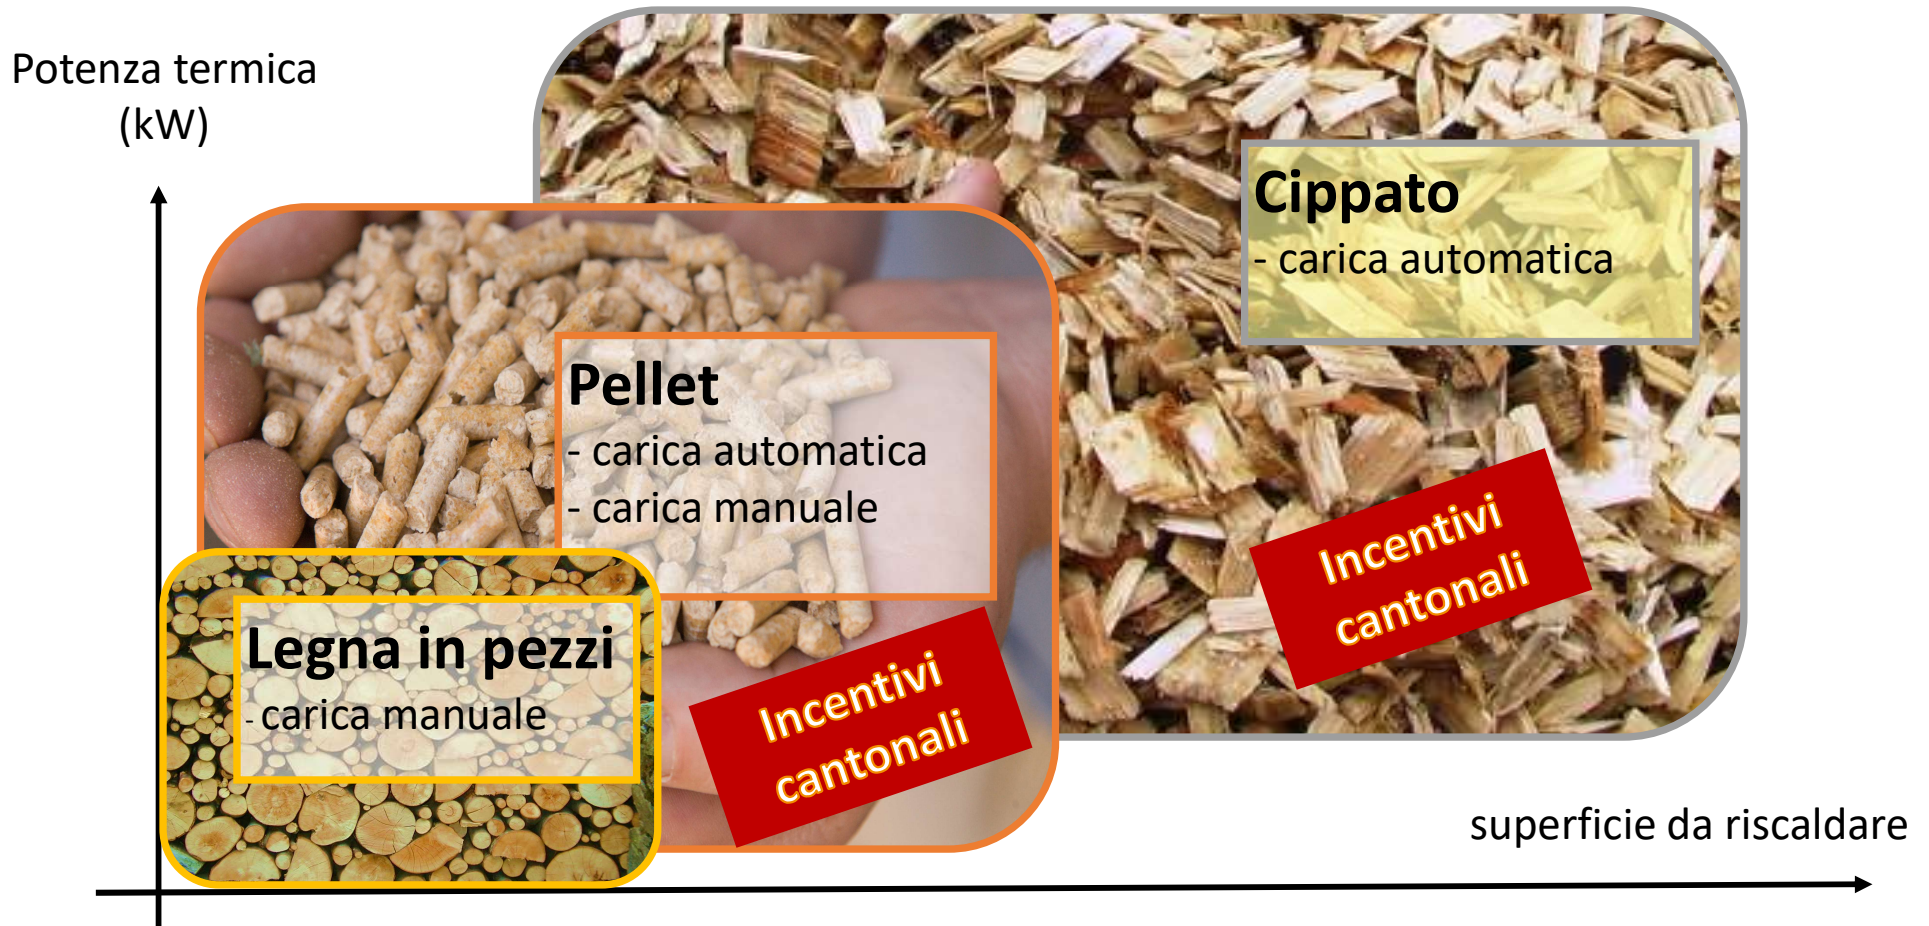 Potenza termica
(kW)
Cippato
- carica automatica
Pellet
- carica automatica
- carica manuale
Incentivi
cantonali
Legna in pezzi
- carica manuale
Incentivi
cantonali
superficie da riscaldare